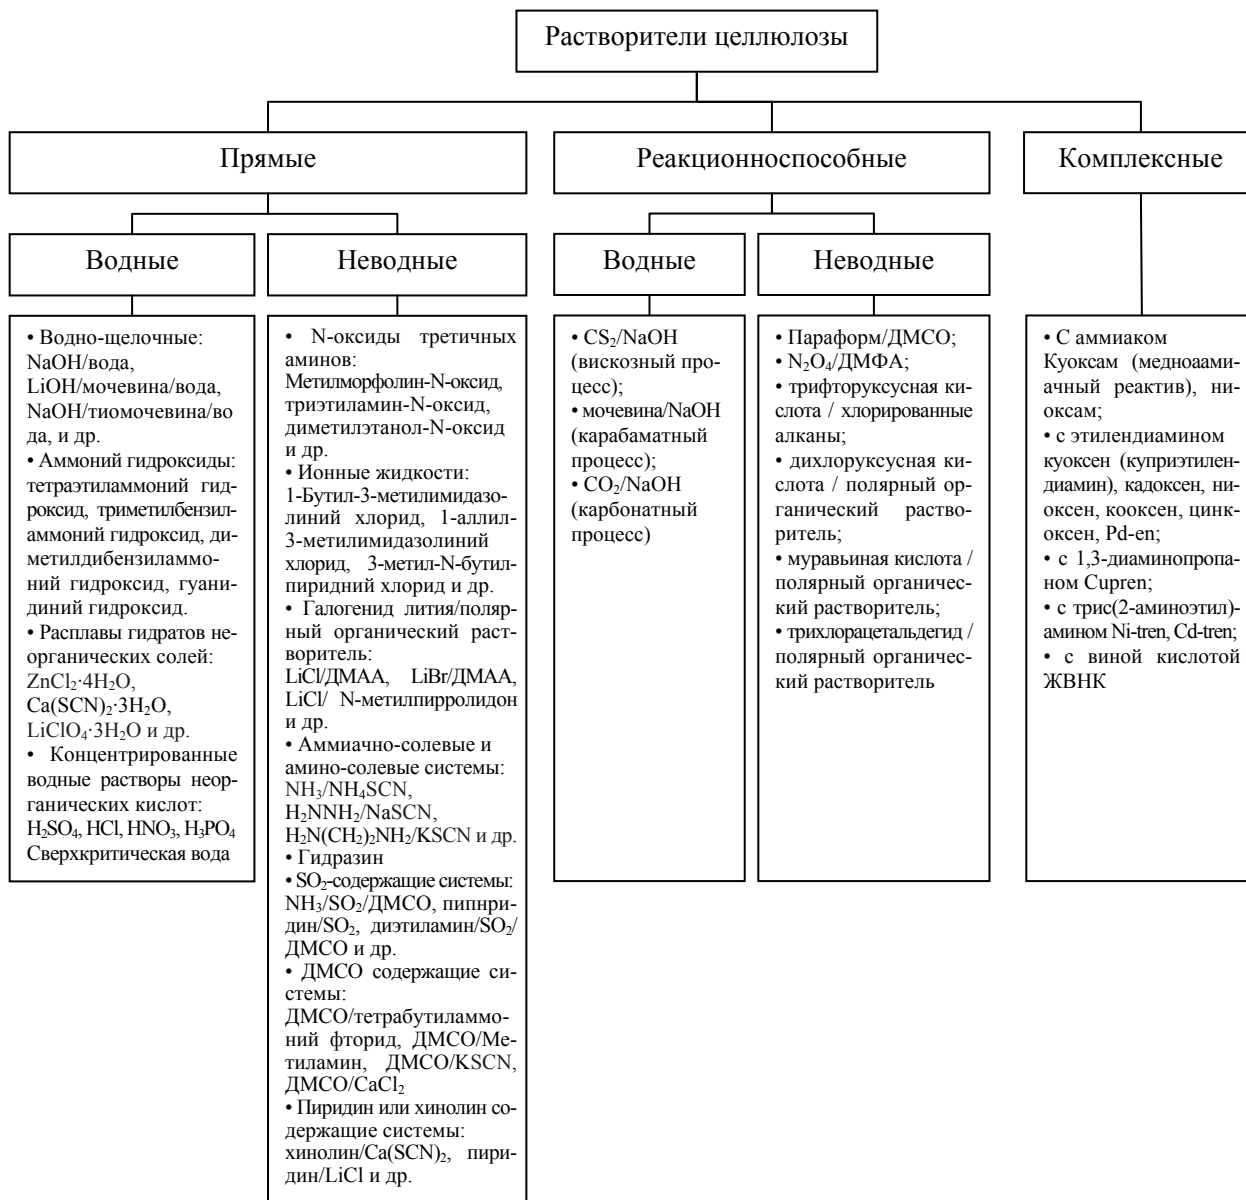 Растворители целлюлозы
Прямые
Реакционноспособные
Комплексные
Водные
Неводные
Водные
Неводные
• Водно-щелочные:
NaOH/вода,
LiOH/мочевина/вода,
NaOH/тиомочевина/во
да, и др.
• Аммоний гидроксиды:
тетраэтиламмоний гид-
роксид, триметилбензил-
аммоний гидроксид, ди-
метилдибензиламмо-
ний гидроксид, гуани-
диний гидроксид.
• Расплавы гидратов не-
органических солей:
ZnCl₂·4H₂O,
Ca(SCN)₂·3H₂O,
LiClO₄·3H₂O и др.
• Концентрированные
водные растворы неор-
ганических кислот:
H₂SO₄, HCl, HNO₃, H₃PO₄
Сверхкритическая вода
• N-оксиды третичных
аминов:
Метилморфолин-N-оксид,
триэтиламин-N-оксид,
диметилэтанол-N-оксид
и др.
• Ионные жидкости:
1-Бутил-3-метилимидазо-
линий хлорид, 1-аллил-
3-метилимидазолиний
хлорид, 3-метил-N-бутил-
пиридний хлорид и др.
• Галогенид лития/поляр-
ный органический раст-
воритель:
LiCl/ДМАА, LiBr/ДМАА,
LiCl/ N-метилпирролидон
и др.
• Аммиачно-солевые и
амино-солевые системы:
NH₃/NH₄SCN,
H₂NNH₂/NaSCN,
H₂N(CH₂)₂NH₂/KSCN и др.
• Гидразин
• SO₂-содержащие системы:
NH₃/SO₂/ДМСО, пипнри-
дин/SO₂, диэтиламин/SO₂/
ДМСО и др.
• ДМСО содержащие си-
стемы:
ДМСО/тетрабутиламмо-
ний фторид, ДМСО/Ме-
тиламин, ДМСО/KSCN,
ДМСО/CaCl₂
• Пиридин или хинолин со-
держащие системы:
хинолин/Ca(SCN)₂, пири-
дин/LiCl и др.
• CS₂/NaOH
(вискозный про-
цесс);
• мочевина/NaOH
(карабаматный
процесс);
• CO₂/NaOH
(карбонатный
процесс)
• Параформ/ДМСО;
• N₂O₄/ДМФА;
• трифторуксусная ки-
слота / хлорированные
алканы;
• дихлоруксусная ки-
слота / полярный ор-
ганический раство-
ритель;
• муравьиная кислота /
полярный органичес-
кий растворитель;
• трихлорацетальдегид /
полярный органичес-
кий растворитель
• С аммиаком
Куоксам (медноаами-
ачный реактив), ни-
оксам;
• с этилендиамином
куоксен (куприэтилен-
диамин), кадоксен, ни-
оксен, кооксен, цинк-
оксен, Pd-en;
• с 1,3-диаминопропа-
ном Cupren;
• с трис(2-аминоэтил)-
амином Ni-tren, Cd-tren;
• с виной кислотой
ЖВНК